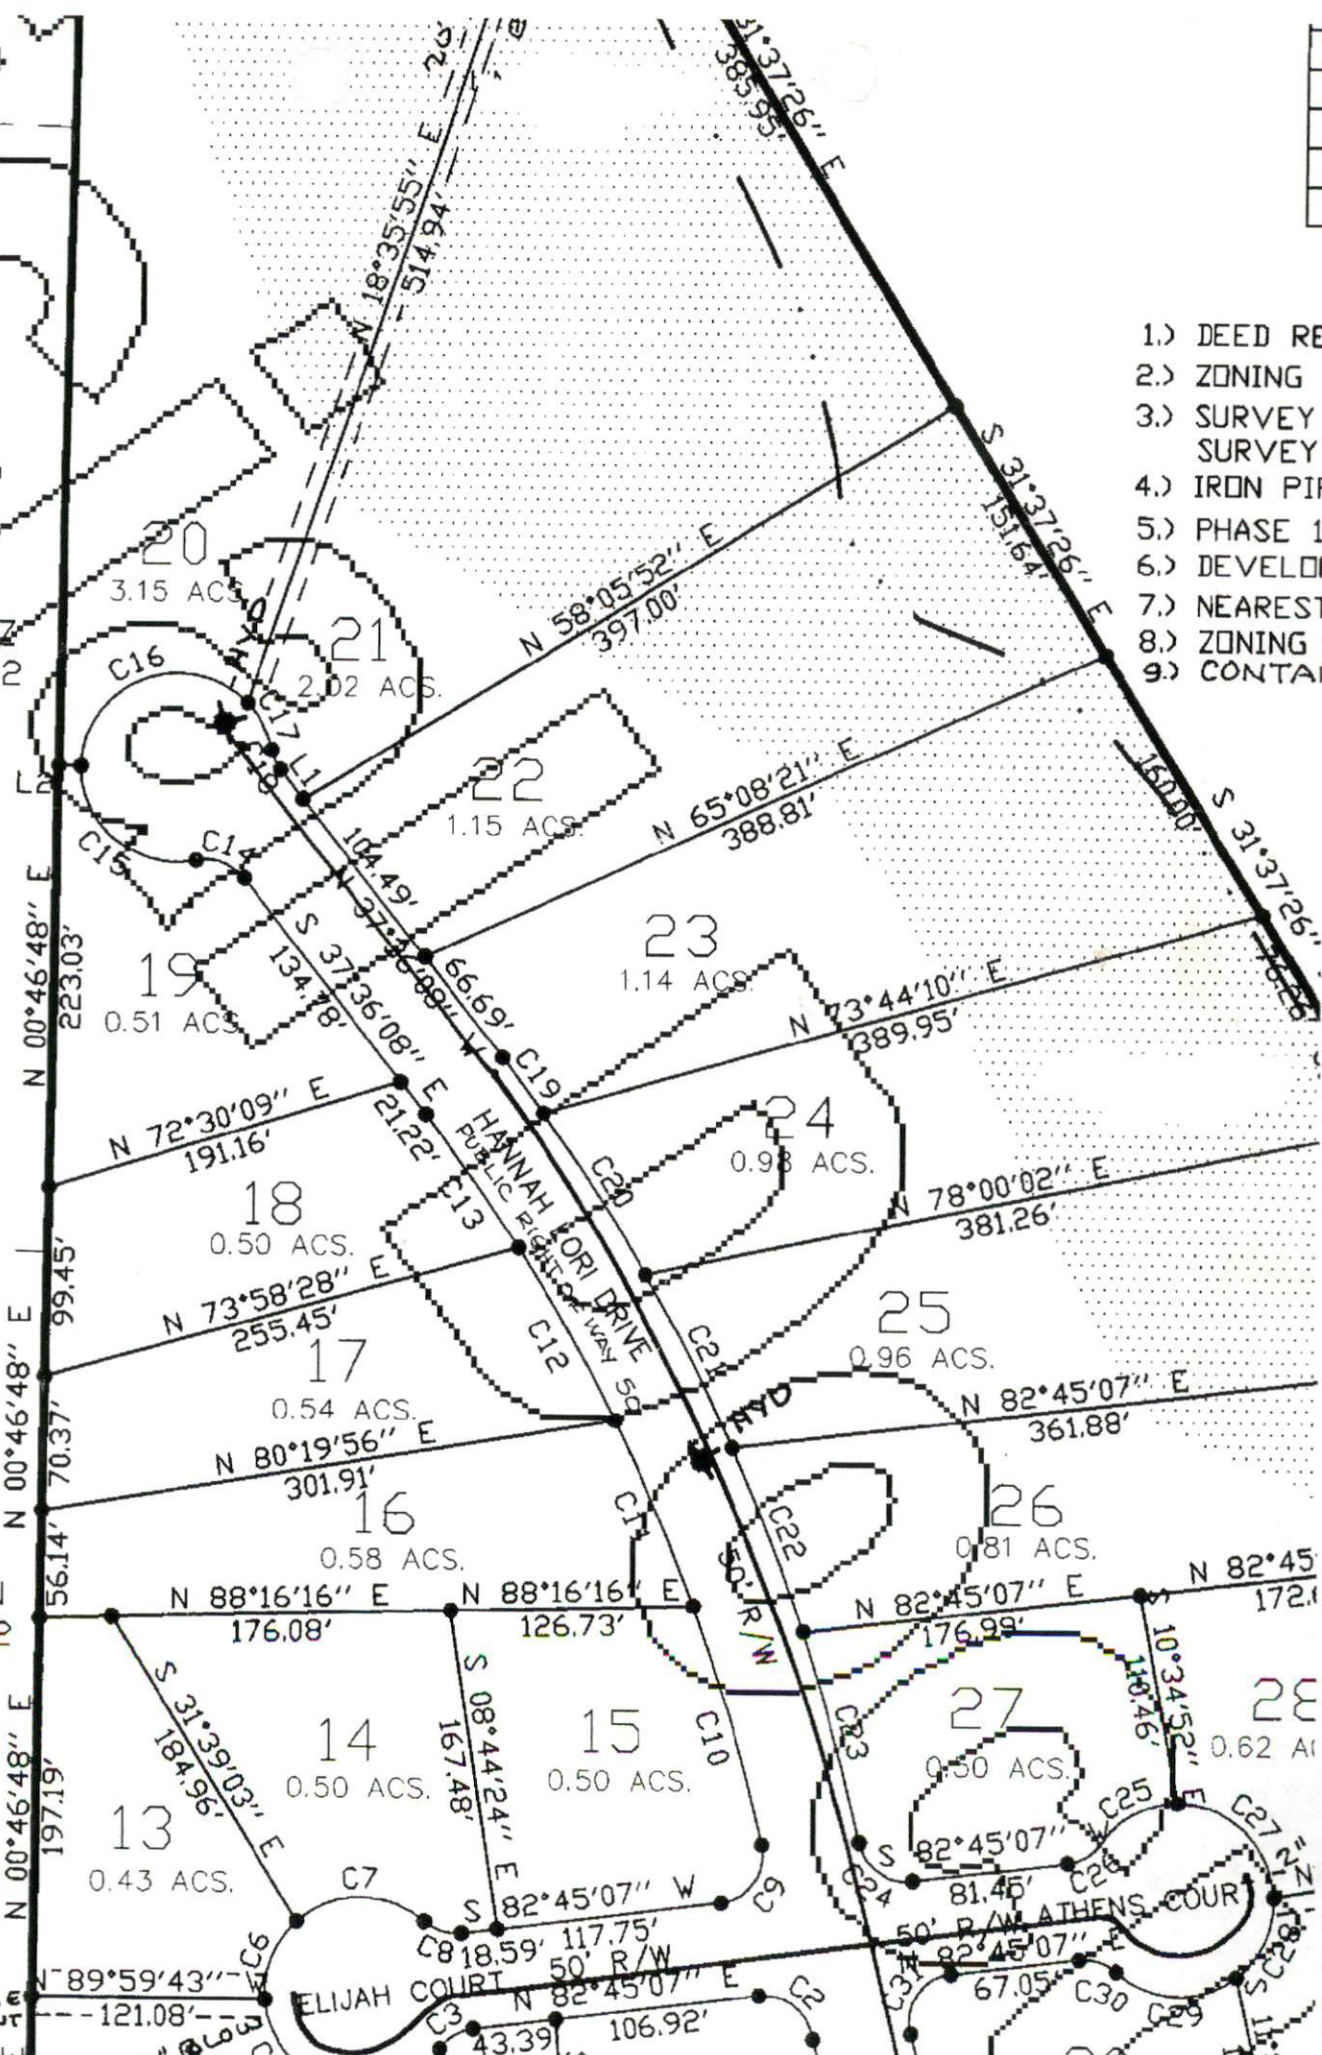 20'
31°37'26" E
385.95'
N 18°35'55" E
514.94'
1.) DEED RE
2.) ZONING
3.) SURVEY
SURVEY
4.) IRON PI
5.) PHASE 1
6.) DEVELO
7.) NEAREST
8.) ZONING
9.) CONTA
S 31°37'26" E
151.64'
20
3.15 ACS.
HYD
N 58°05'52" E
397.00'
21
2.02 ACS.
C16
C17
L1
L2
C15
C14
22
1.15 ACS.
N 65°08'21" E
388.81'
160.00'
S 31°37'26"
104.49'
N 37°36'08" W
N 00°46'48" E
223.03'
S 37°36'08" E
134.78'
19
0.51 ACS.
66.69'
23
1.14 ACS.
N 73°44'10" E
389.95'
C19
N 72°30'09" E
191.16'
21.22'
HANNAH LORI DRIVE
PUBLIC RIGHT OF WAY 50
24
0.98 ACS.
C20
N 78°00'02" E
381.26'
18
0.50 ACS.
C13
N 00°46'48" E
99.45'
N 73°58'28" E
255.45'
C12
C21
25
0.96 ACS.
17
0.54 ACS.
HYD
N 82°45'07" E
361.88'
70.37'
N 80°19'56" E
301.91'
16
0.58 ACS.
C11
C22
26
0.81 ACS.
50' R/W
56.14'
N 88°16'16" E
176.08'
N 88°16'16" E
126.73'
N 82°45'07" E
176.99'
N 82°45
172.
S 31°39'03" E
184.96'
S 08°44'24" E
167.48'
S 10°34'52" E
110.46'
14
0.50 ACS.
15
0.50 ACS.
C10
C23
27
0.50 ACS.
28
0.62 A
N 00°46'48" E
197.19'
13
0.43 ACS.
C7
C6
C8
S 82°45'07" W
18.59'
117.75'
C9
C24
S 82°45'07" W
81.45'
C25
C26
C27
50' R/W
ATHENS COURT
N 89°59'43" W
121.08'
ELIJAH COURT
50' R/W
C3
N 82°45'07" E
43.39
106.92'
C2
C31
N 82°45'07" E
67.05
C30
C29
C28